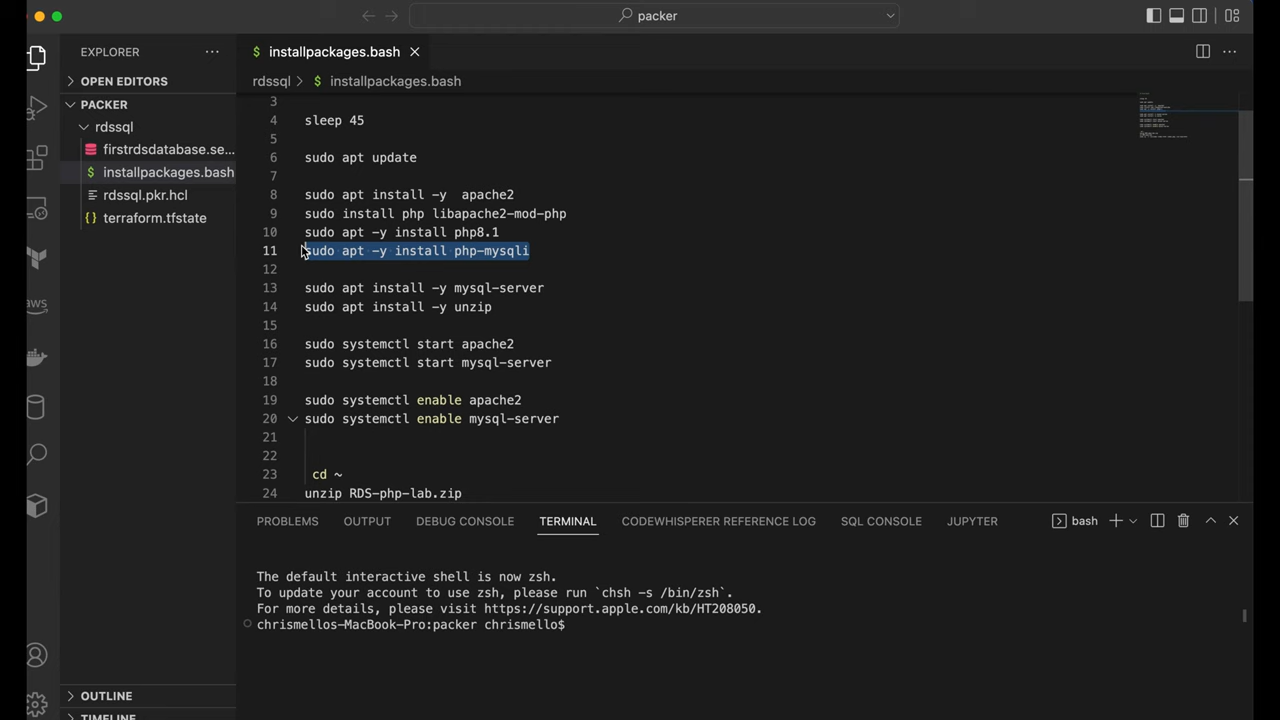 packer
EXPLORER
OPEN EDITORS
PACKER
rdssql
firstrdsdatabase.se...
installpackages.bash
rdssql.pkr.hcl
{} terraform.tfstate
OUTLINE
TIMELINE
aws
$ installpackages.bash
rdssql > $ installpackages.bash
3
4 sleep 45
5
6 sudo apt update
7
8 sudo apt install -y  apache2
9 sudo install php libapache2-mod-php
10 sudo apt -y install php8.1
11 sudo apt -y install php-mysqli
12
13 sudo apt install -y mysql-server
14 sudo apt install -y unzip
15
16 sudo systemctl start apache2
17 sudo systemctl start mysql-server
18
19 sudo systemctl enable apache2
20 sudo systemctl enable mysql-server
21
22
23 cd ~
24 unzip RDS-php-lab.zip
PROBLEMS OUTPUT DEBUG CONSOLE TERMINAL CODEWHISPERER REFERENCE LOG SQL CONSOLE JUPYTER bash
The default interactive shell is now zsh.
To update your account to use zsh, please run `chsh -s /bin/zsh`.
For more details, please visit https://support.apple.com/kb/HT208050.
chrismellos-MacBook-Pro:packer chrismello$